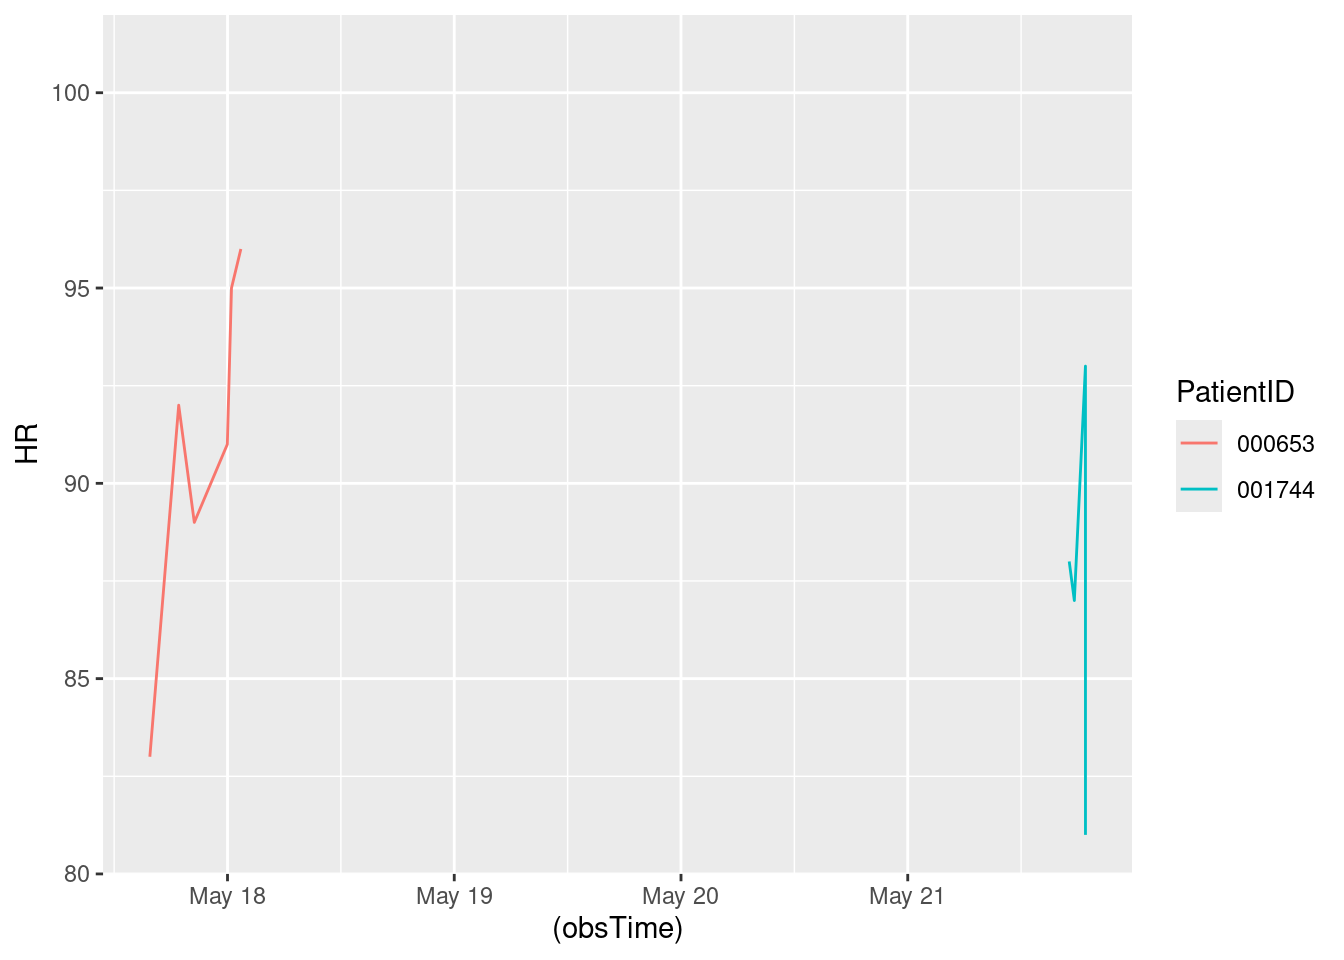 100
95
90
85
80
HR
May 18
May 19
May 20
May 21
(obsTime)
PatientID
000653
001744